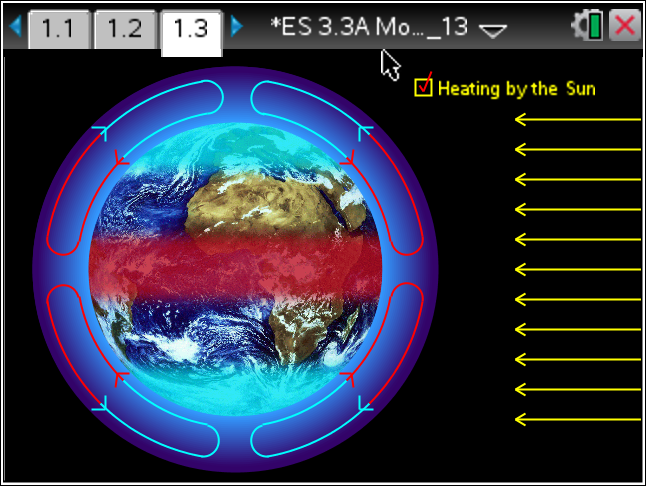 1.1 1.2 1.3 *ES 3.3A Mo..._13
Heating by the Sun